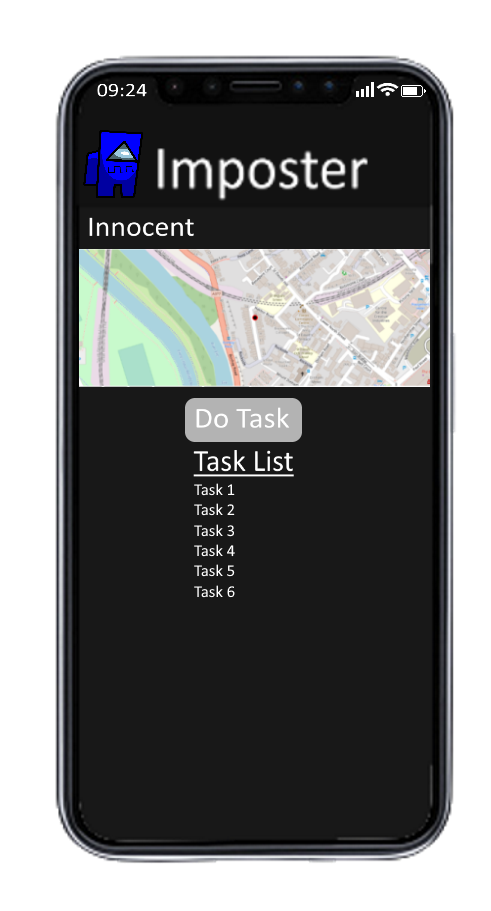 09:24
Imposter
Innocent
Do Task
Task List
Task 1
Task 2
Task 3
Task 4
Task 5
Task 6